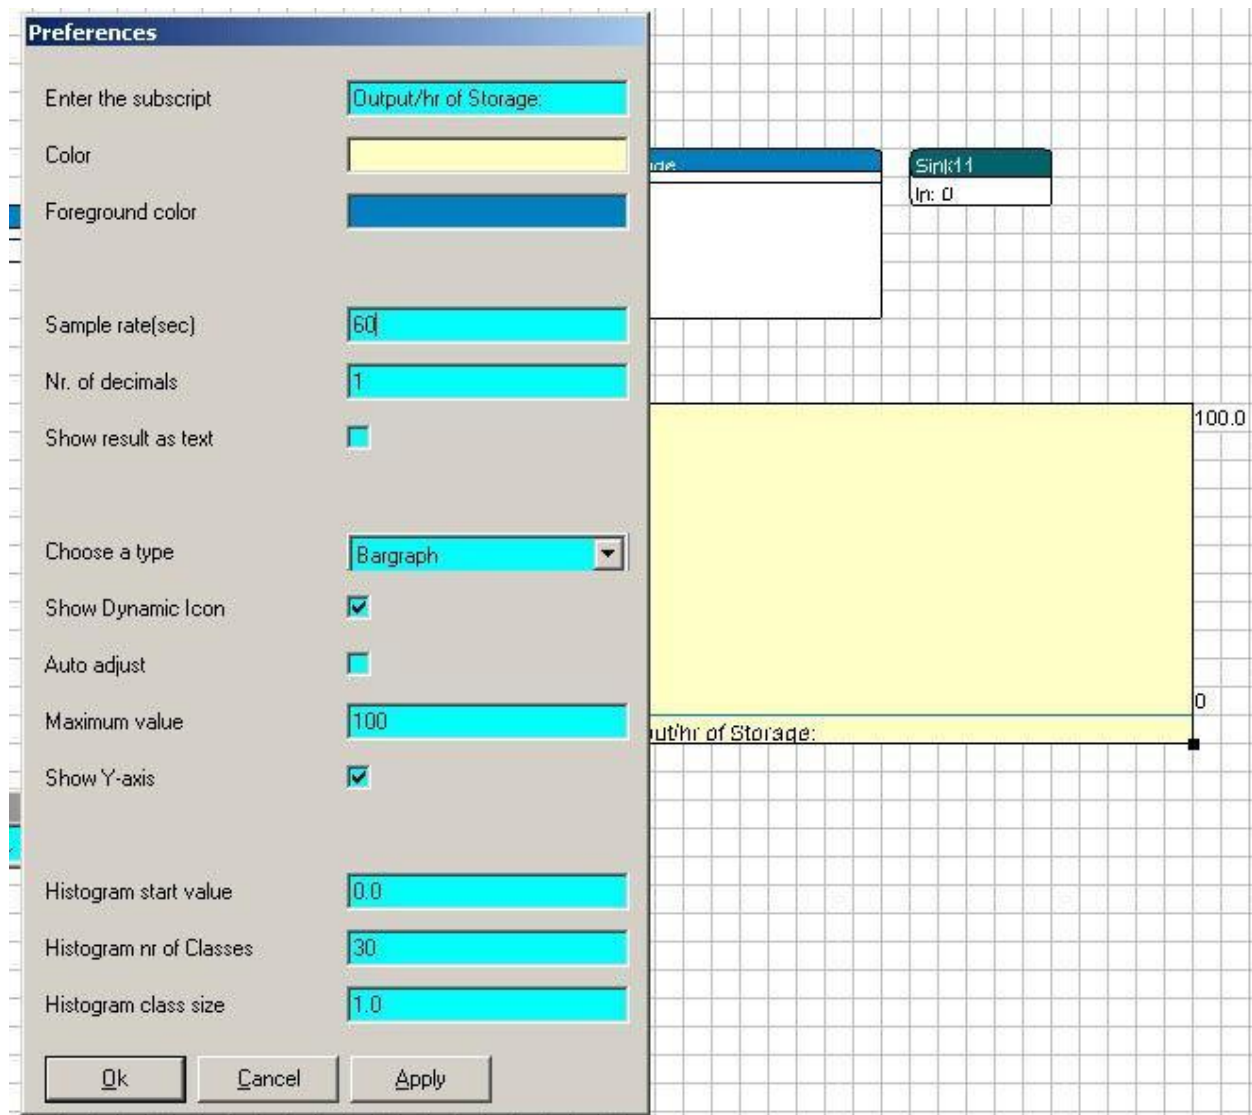 Preferences
Enter the subscript
Output/hr of Storage:
Color
Foreground color
Sample rate(sec)
60
Nr. of decimals
1
Show result as text
Choose a type
Bargraph
Show Dynamic Icon
Auto adjust
Maximum value
100
Show Y-axis
Histogram start value
0.0
Histogram nr of Classes
30
Histogram class size
1.0
Ok
Cancel
Apply
Sink11
In: 0
100.0
0
ut/hr of Storage: